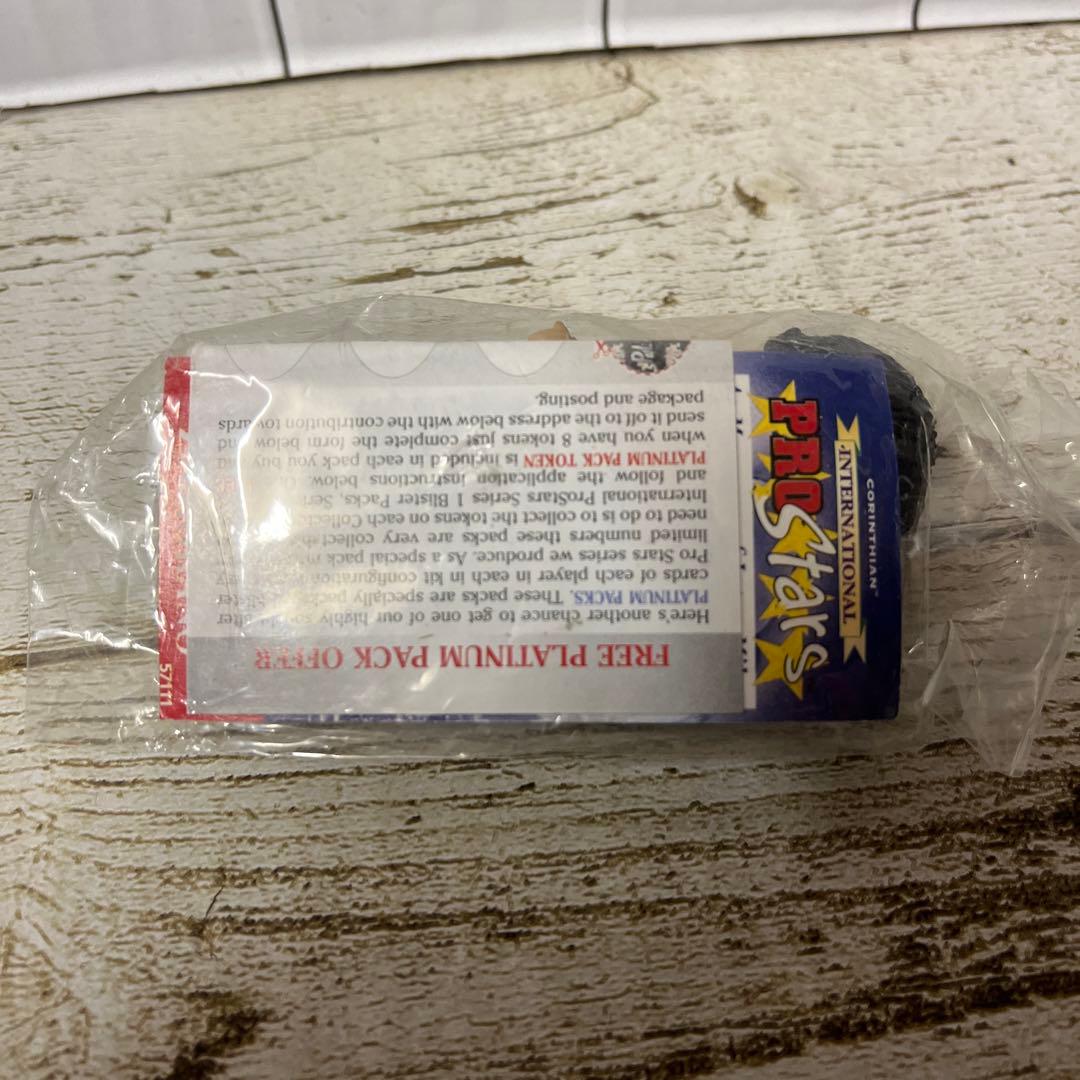 FREE PLATINUM PACK OFFER
Here's another chance to get one of our highly
PLATINUM PACKS. These packs are specially
cards of each player in each kit configuration
Pro Stars series we produce. As a special pack
limited numbers these packs are very
need to do is to collect the tokens on each
International ProStars Series 1 Blister Packs,
and follow the application instructions below.
PLATINUM PACK TOKEN is included in each pack you buy
when you have 8 tokens just complete the form below and
send it off to the address below with the contribution towards
package and posting.
CORINTHIAN™
INTERNATIONAL
PROStars
57111